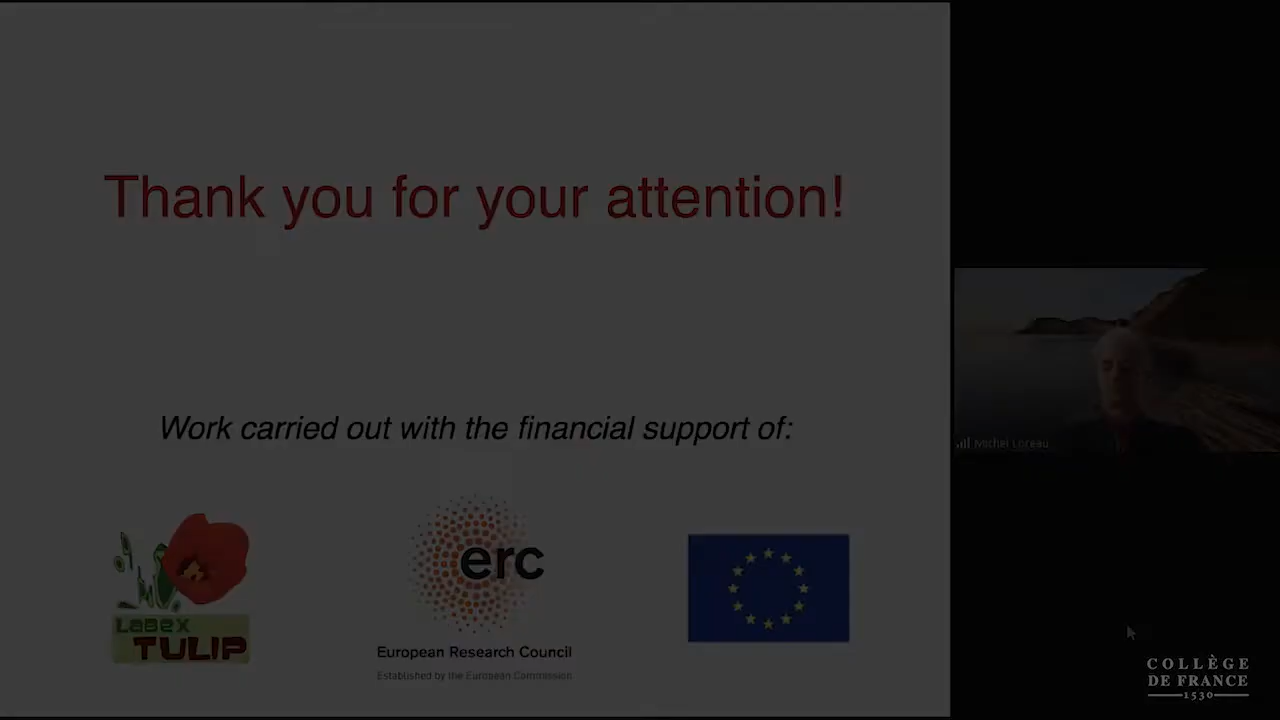 Thank you for your attention!
Work carried out with the financial support of:
LABEX
TULIP
erc
European Research Council
Established by the European Commission
Michel Loreau
COLLÈGE
DE FRANCE
1530